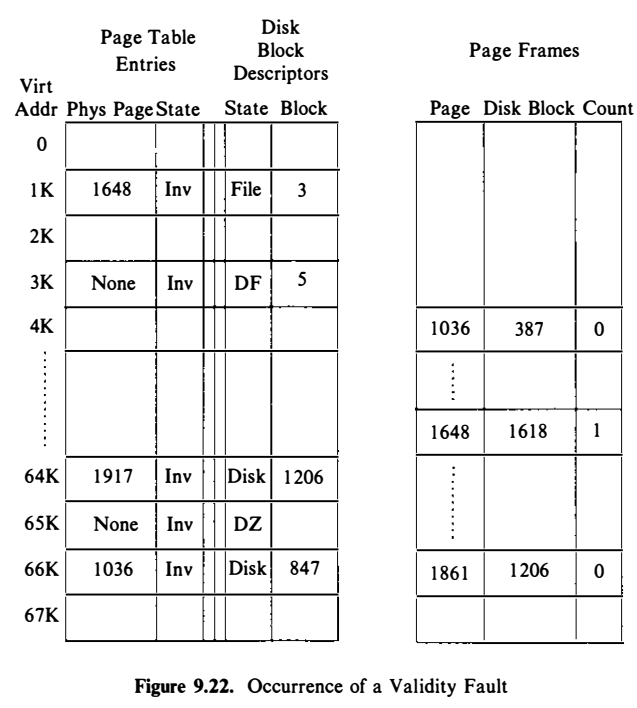 Page Table Entries
Disk Block Descriptors
Page Frames
Virt Addr Phys Page State State Block
Page Disk Block Count
0
1K 1648 Inv File 3
2K
3K None Inv DF 5
4K
1036 387 0
1648 1618 1
64K 1917 Inv Disk 1206
65K None Inv DZ
66K 1036 Inv Disk 847
1861 1206 0
67K
Figure 9.22. Occurrence of a Validity Fault